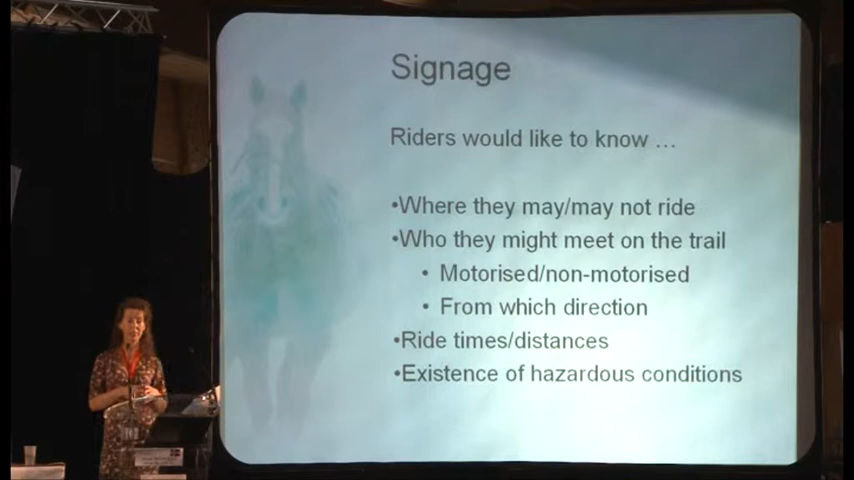 Signage
Riders would like to know …
•Where they may/may not ride
•Who they might meet on the trail
• Motorised/non-motorised
• From which direction
•Ride times/distances
•Existence of hazardous conditions